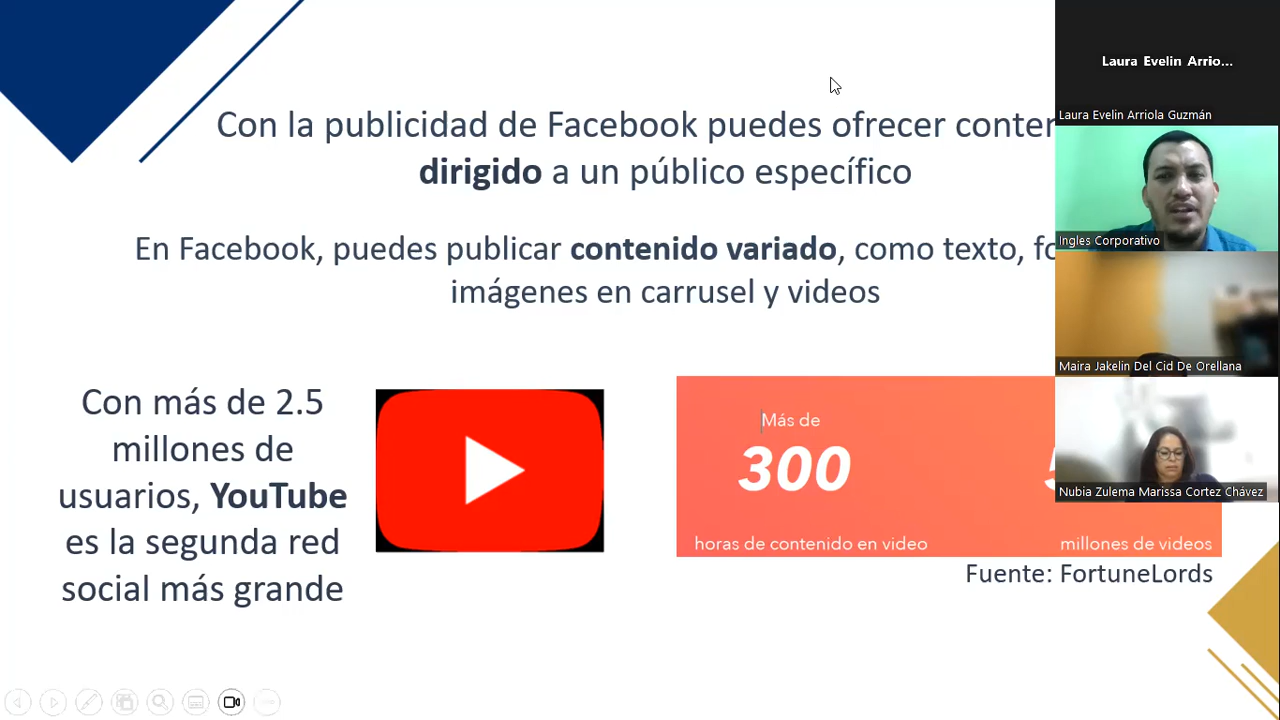 Con la publicidad de Facebook puedes ofrecer
dirigido a un público específico
En Facebook, puedes publicar contenido variado, como texto,
imágenes en carrusel y videos
Con más de 2.5
millones de
usuarios, YouTube
es la segunda red
social más grande
Más de
300
horas de contenido en video
millones de videos
Fuente: FortuneLords
Laura Evelin Arrio...
Laura Evelin Arriola Guzmán
Ingles Corporativo
Maira Jakelin Del Cid De Orellana
Nubia Zulema Marissa Cortez Chávez